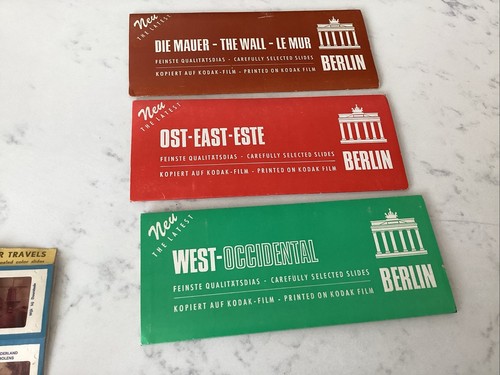 Neu
THE LATEST
DIE MAUER - THE WALL - LE MUR
FEINSTE QUALITÄTSDIAS - CAREFULLY SELECTED SLIDES
KOPIERT AUF KODAK-FILM - PRINTED ON KODAK FILM
BERLIN
Neu
THE LATEST
OST-EAST-ESTE
FEINSTE QUALITÄTSDIAS - CAREFULLY SELECTED SLIDES
KOPIERT AUF KODAK-FILM - PRINTED ON KODAK FILM
BERLIN
Neu
THE LATEST
WEST-OCCIDENTAL
FEINSTE QUALITÄTSDIAS - CAREFULLY SELECTED SLIDES
KOPIERT AUF KODAK-FILM - PRINTED ON KODAK FILM
BERLIN
R TRAVELS
color slides